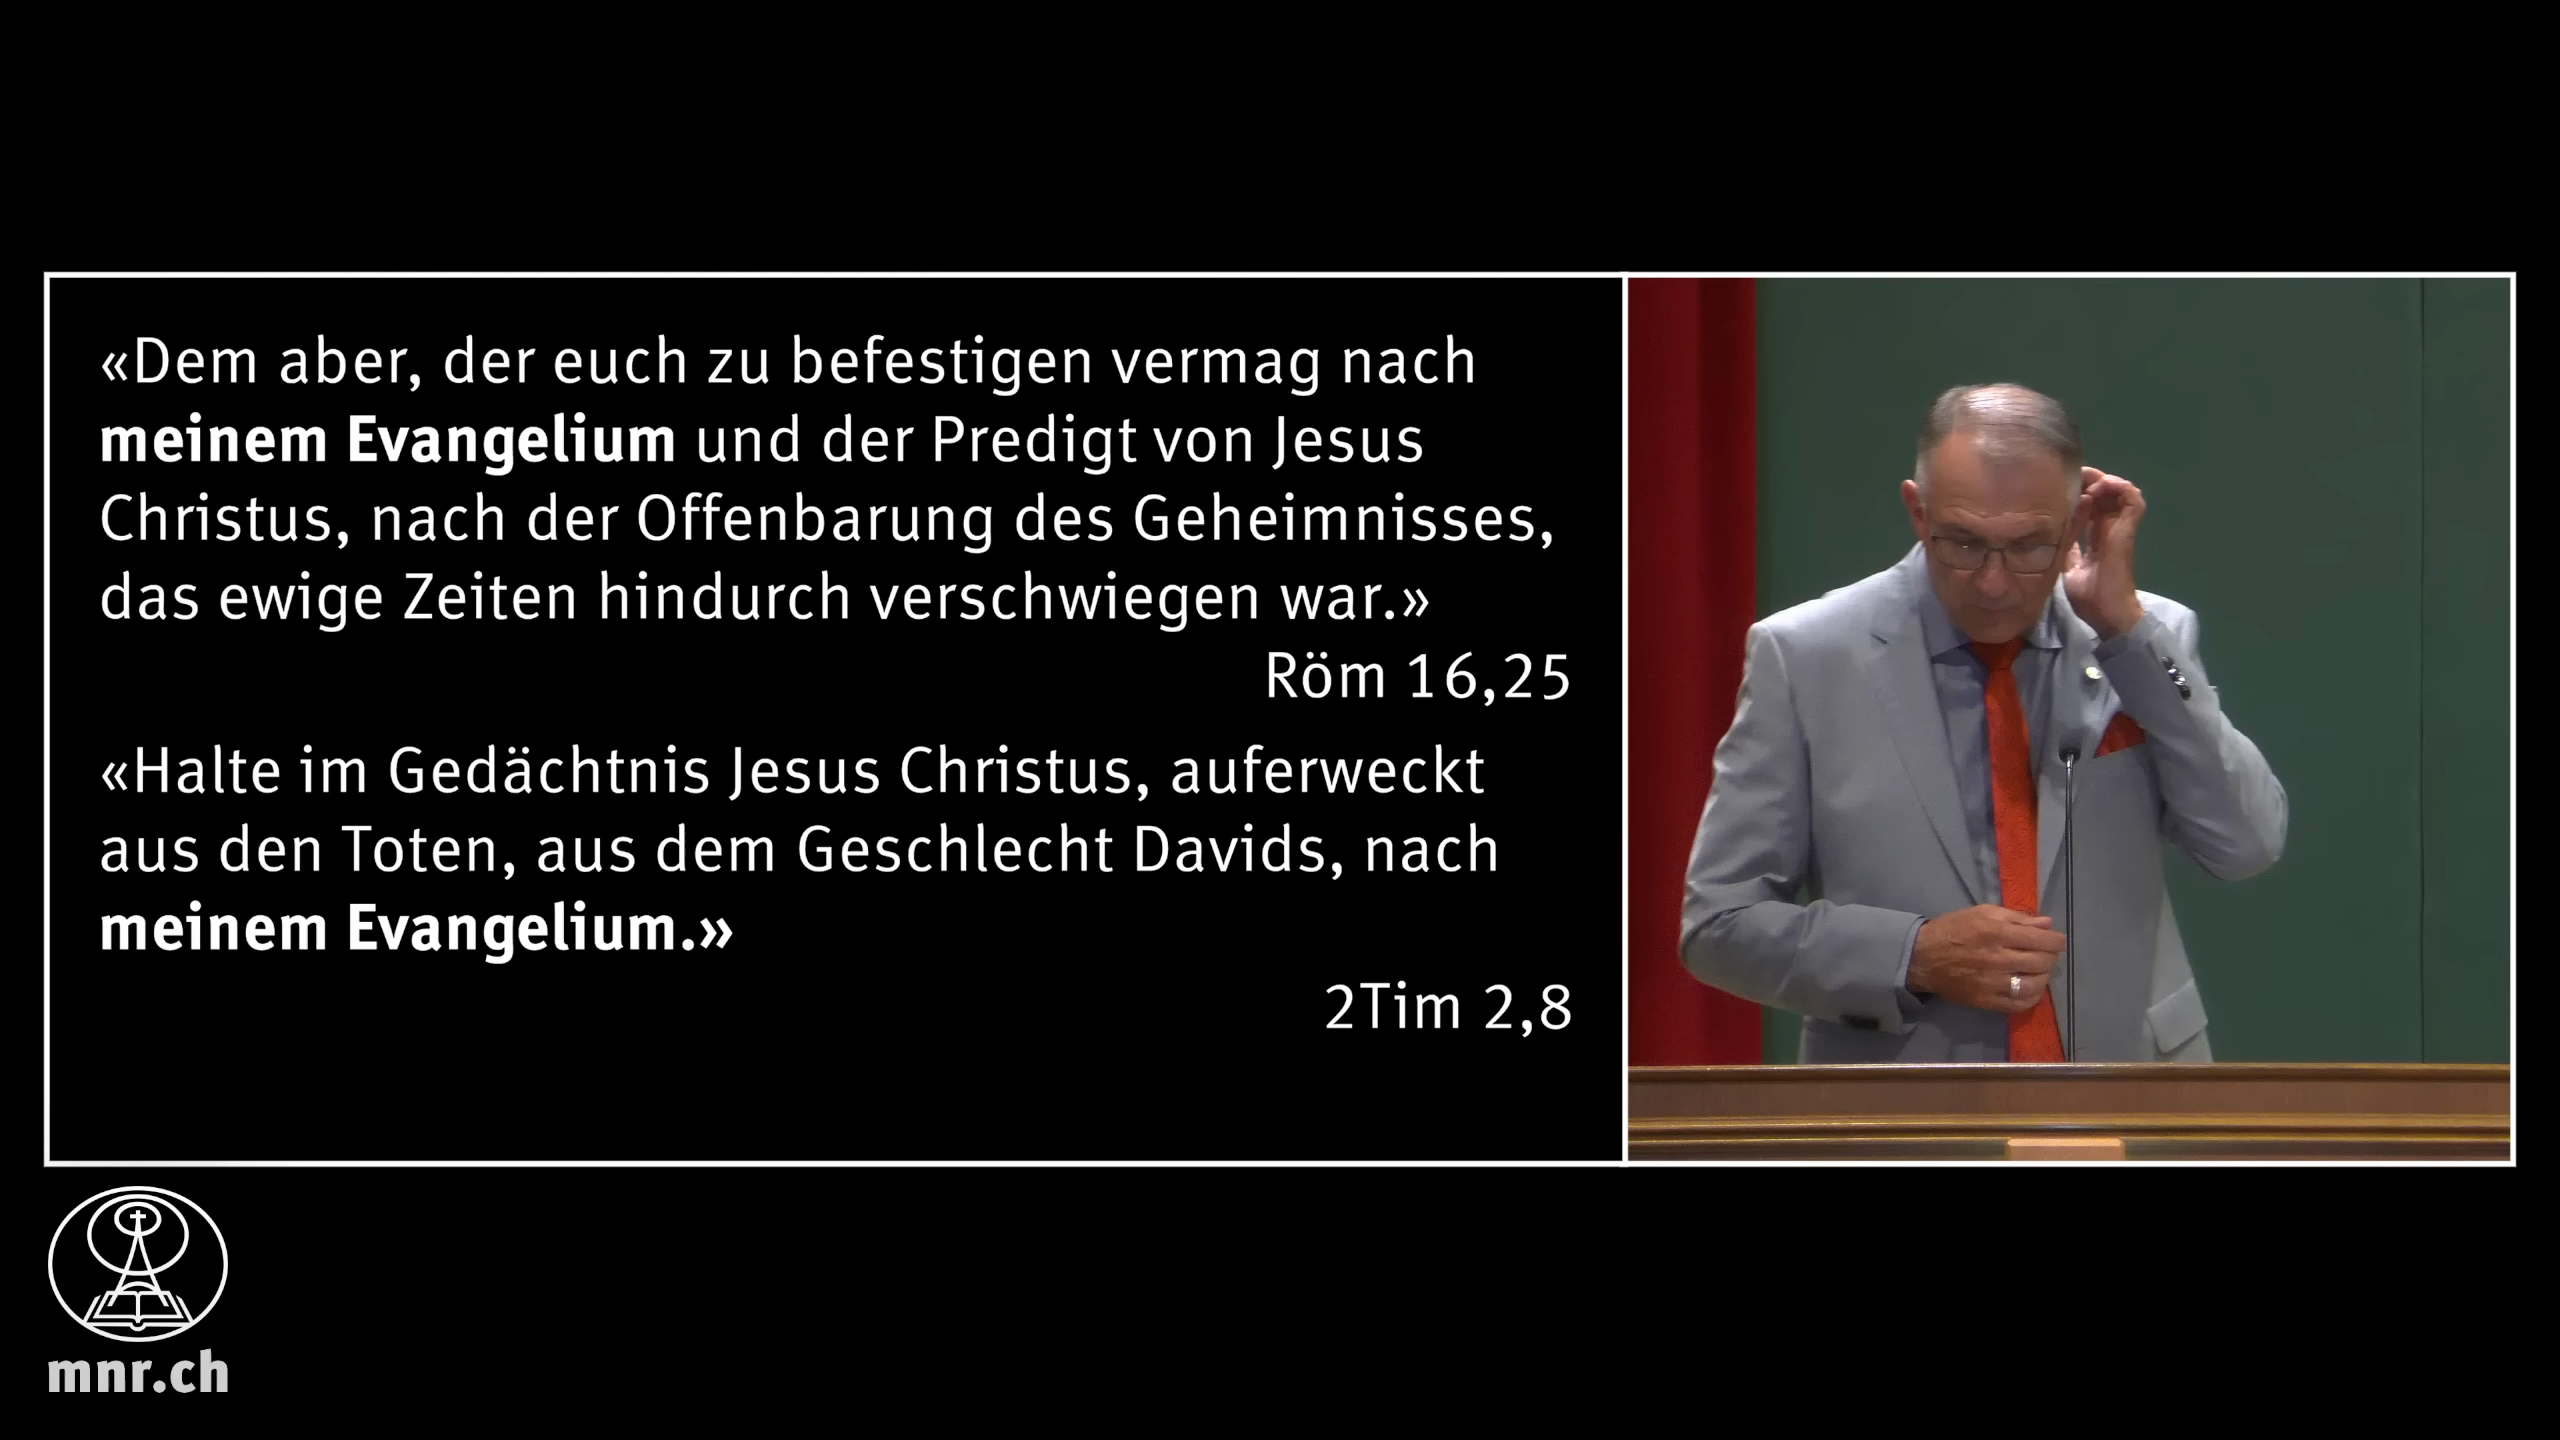 «Dem aber, der euch zu befestigen vermag nach
meinem Evangelium und der Predigt von Jesus
Christus, nach der Offenbarung des Geheimnisses,
das ewige Zeiten hindurch verschwiegen war.»
Röm 16,25
«Halte im Gedächtnis Jesus Christus, auferweckt
aus den Toten, aus dem Geschlecht Davids, nach
meinem Evangelium.»
2Tim 2,8
mnr.ch